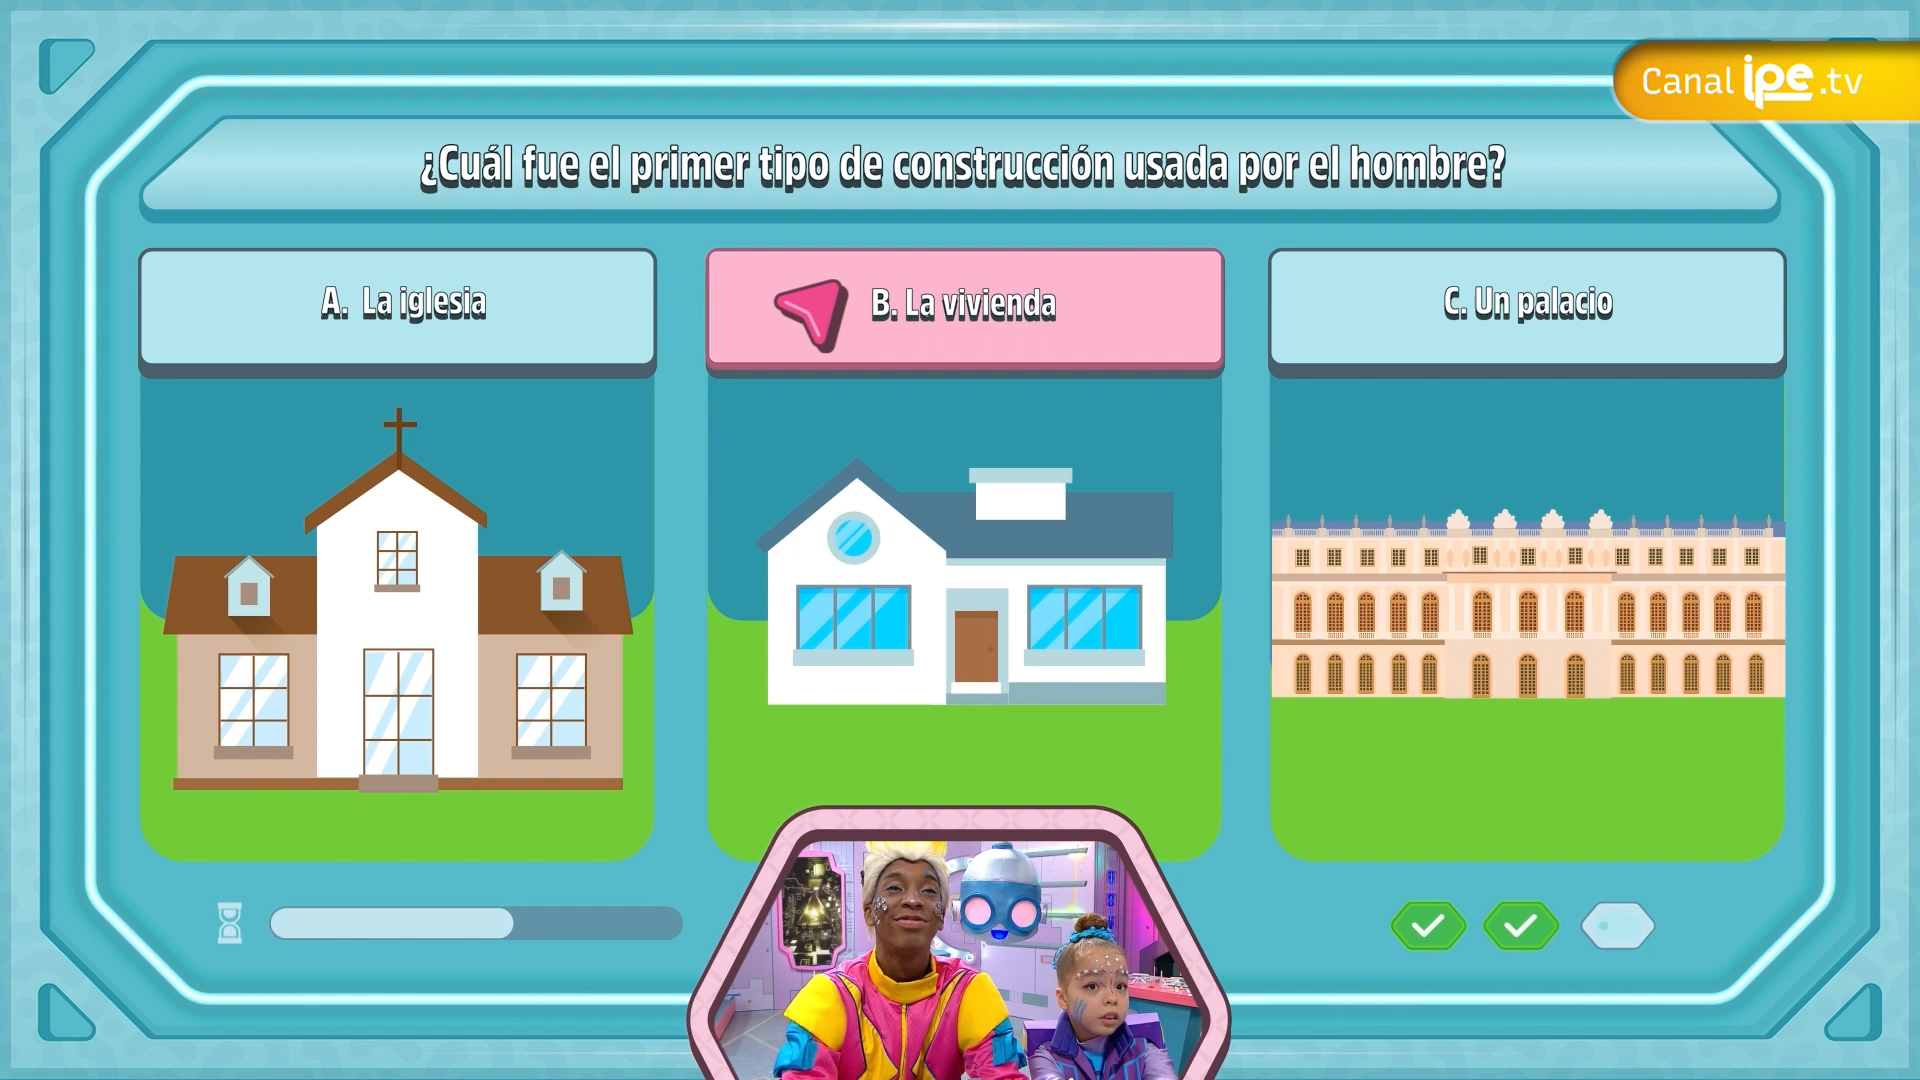 Canal ipe.tv
¿Cuál fue el primer tipo de construcción usada por el hombre?
A. La iglesia
B. La vivienda
C. Un palacio